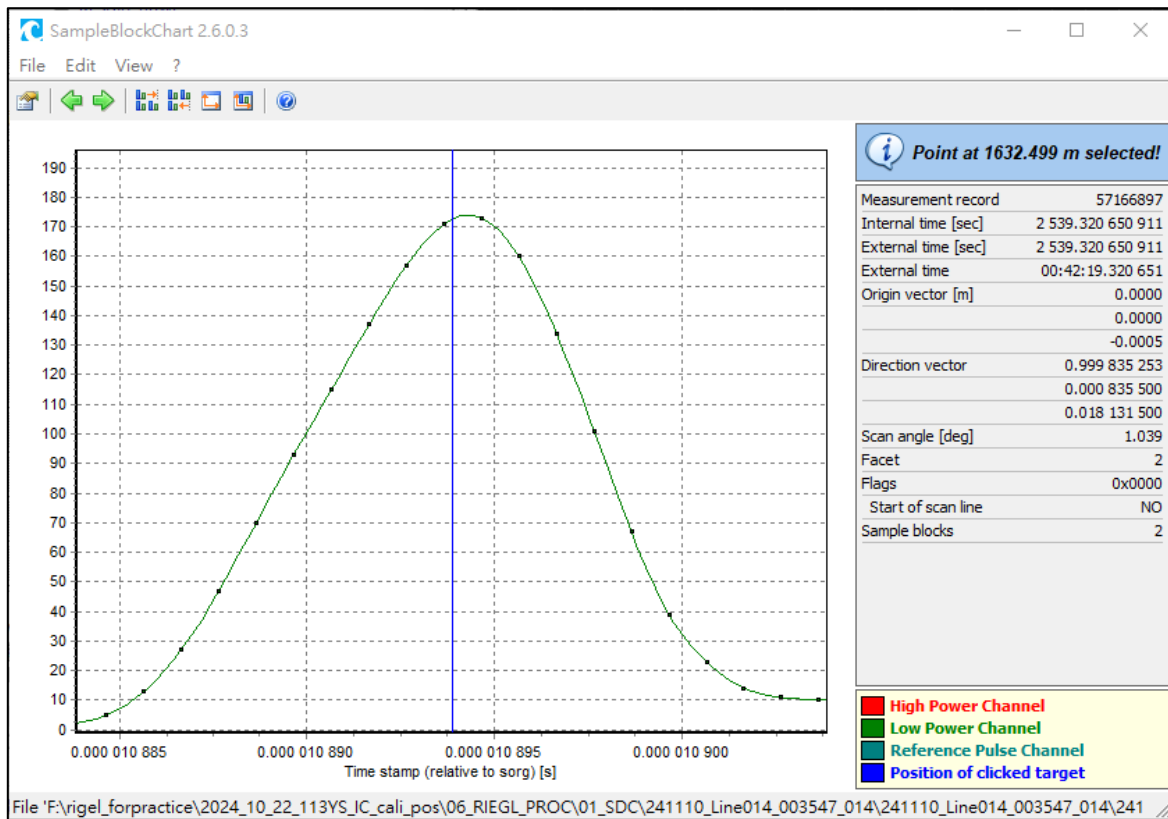 SampleBlockChart 2.6.0.3
File Edit View ?
Point at 1632.499 m selected!
190
180
170
160
150
140
130
120
110
100
90
80
70
60
50
40
30
20
10
0
0.000 010 885 0.000 010 890 0.000 010 895 0.000 010 900
Time stamp (relative to sorg) [s]
Measurement record 57166897
Internal time [sec] 2 539.320 650 911
External time [sec] 2 539.320 650 911
External time 00:42:19.320 651
Origin vector [m] 0.0000
0.0000
-0.0005
Direction vector 0.999 835 253
0.000 835 500
0.018 131 500
Scan angle [deg] 1.039
Facet 2
Flags 0x0000
Start of scan line NO
Sample blocks 2
High Power Channel
Low Power Channel
Reference Pulse Channel
Position of clicked target
File 'F:\rigel_forpractice\2024_10_22_113YS_IC_cali_pos\06_RIEGL_PROC\01_SDC\241110_Line014_003547_014\241110_Line014_003547_014\241